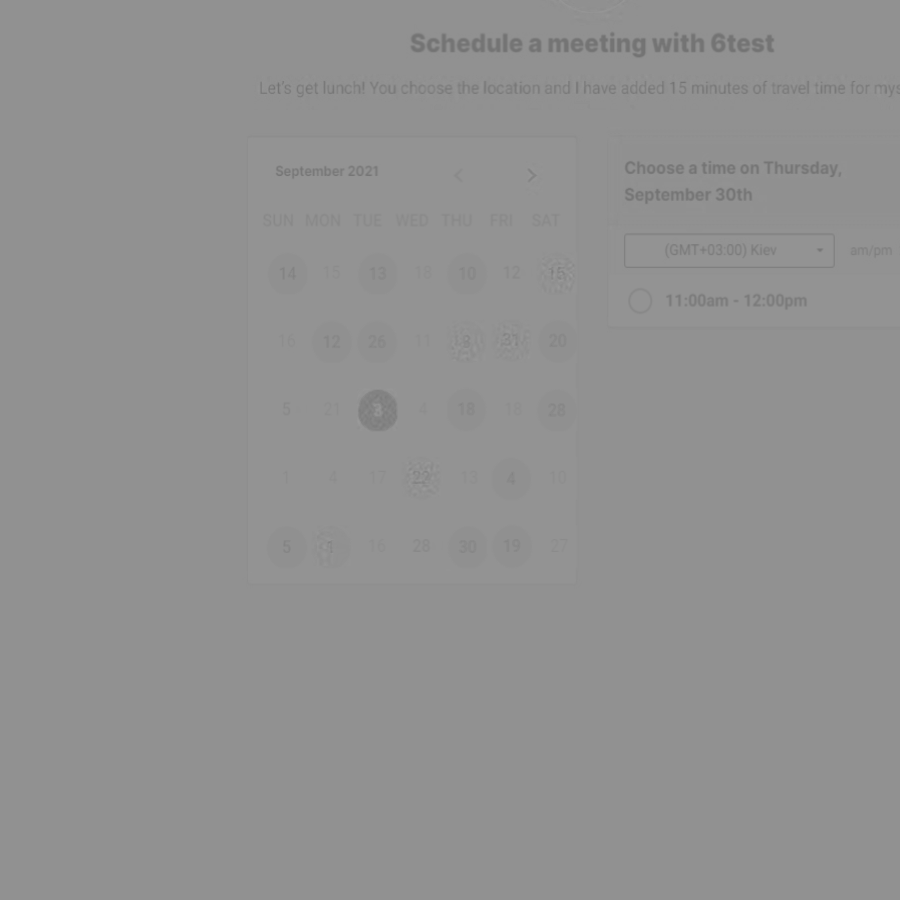 Schedule a meeting with 6test
Let's get lunch! You choose the location and I have added 15 minutes of travel time for mys
September 2021
SUN MON TUE WED THU FRI SAT
14 15 13 18 10 12 15
16 12 26 11 20
5 21 3 4 18 18 28
1 4 17 22 13 4 19
5 1 16 28 30 19 27
Choose a time on Thursday,
September 30th
(GMT+03:00) Kiev am/pm
11:00am - 12:00pm